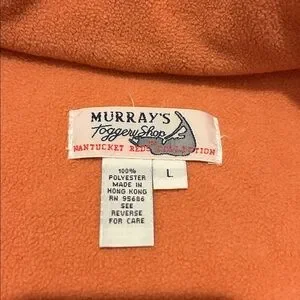 MURRAY'S
Toggery Shop
NANTUCKET REDS COLLECTION
100%
POLYESTER
MADE IN
HONG KONG
RN 95686
SEE
REVERSE
FOR CARE
L